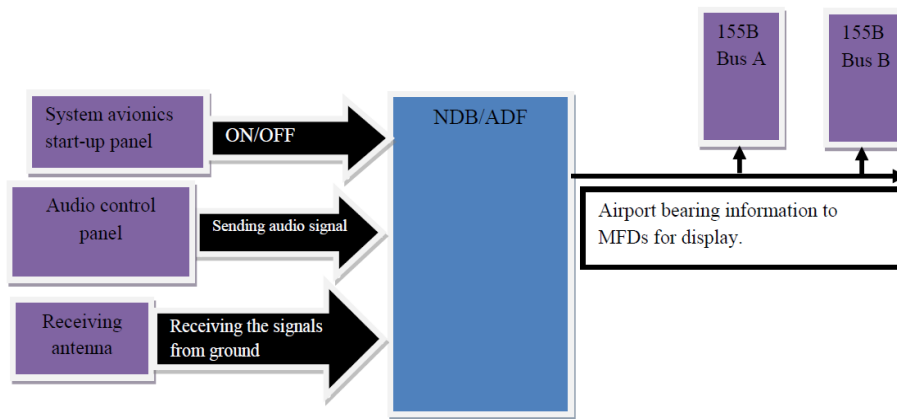 155B
Bus A
155B
Bus B
System avionics
start-up panel
ON/OFF
NDB/ADF
Audio control
panel
Sending audio signal
Airport bearing information to
MFDs for display.
Receiving
antenna
Receiving the signals
from ground